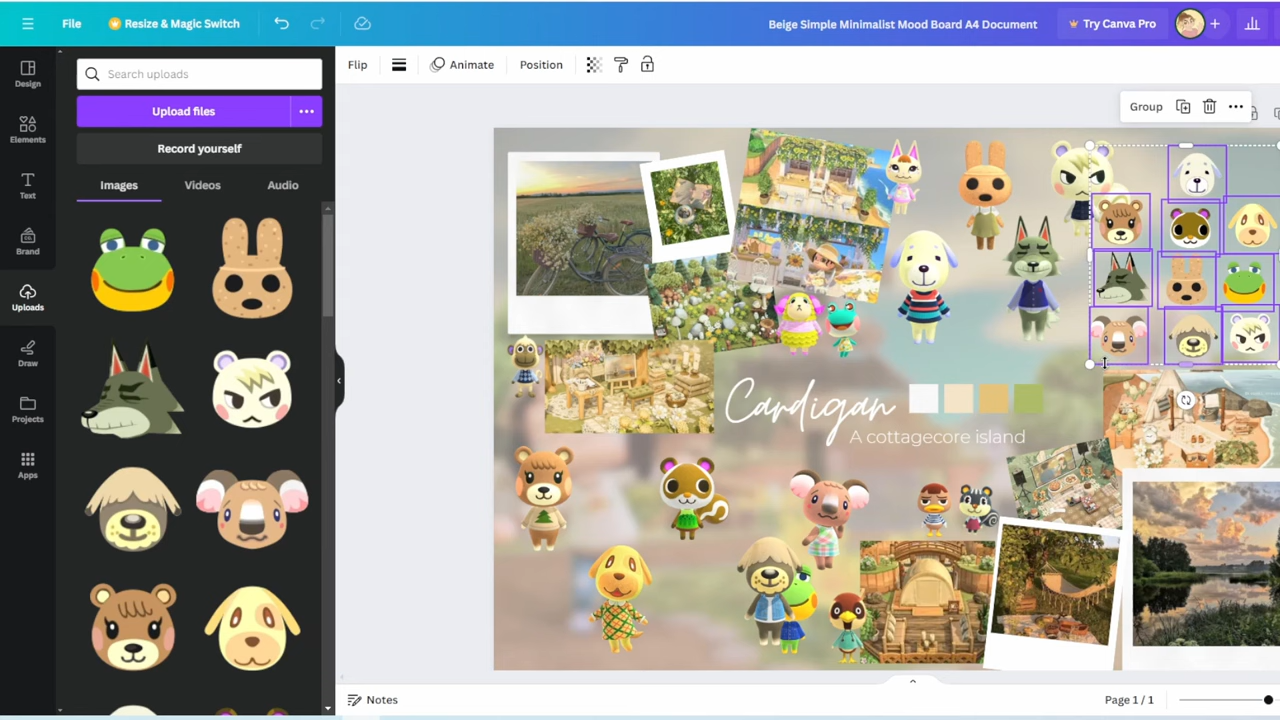 File
Resize & Magic Switch
Beige Simple Minimalist Mood Board A4 Document
Try Canva Pro
+
Design
Elements
Text
Brand
Uploads
Draw
Projects
Apps
Search uploads
Upload files
Record yourself
Images
Videos
Audio
Flip
Animate
Position
Group
Cardigan
A cottagecore island
Notes
Page 1 / 1